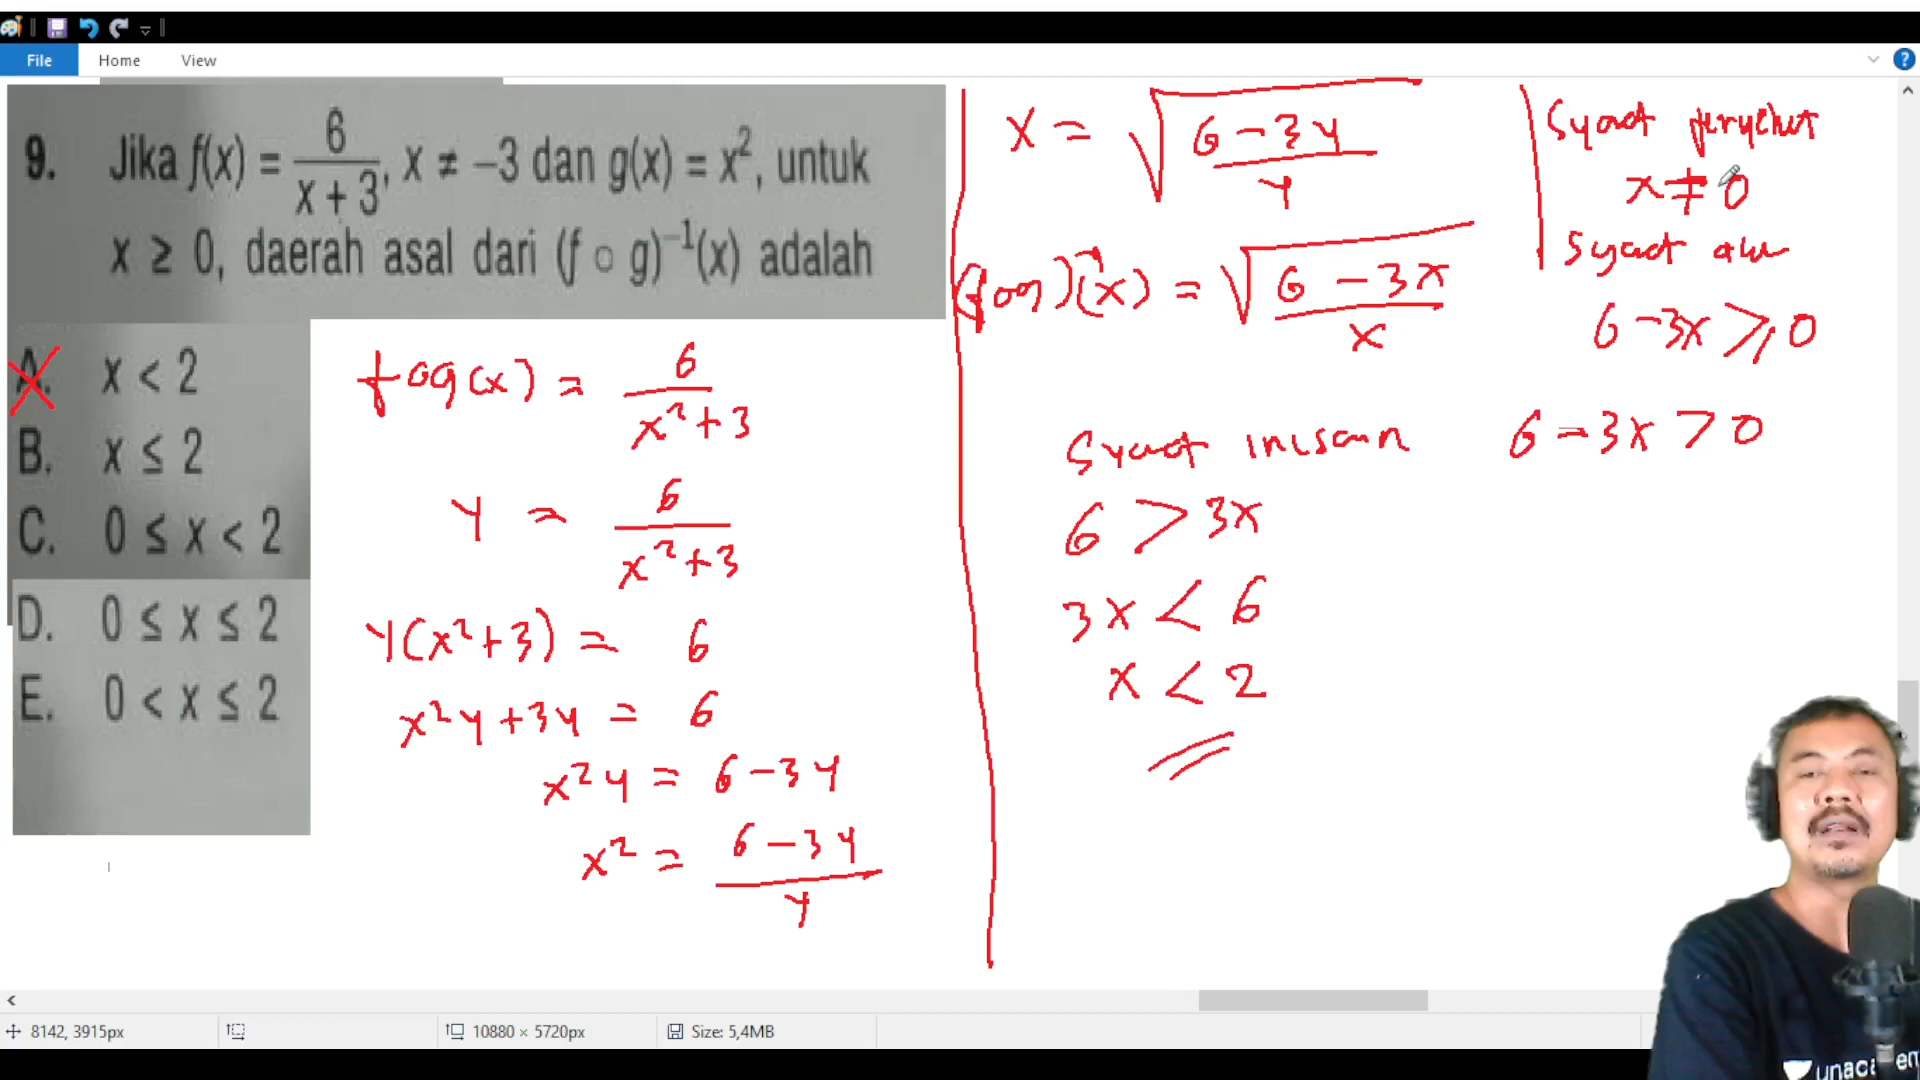 File Home View
9. Jika f(x) = 6/(x + 3), x ≠ −3 dan g(x) = x², untuk
x ≥ 0, daerah asal dari (f ∘ g)⁻¹(x) adalah
A. x < 2
B. x ≤ 2
C. 0 ≤ x < 2
D. 0 ≤ x ≤ 2
E. 0 < x ≤ 2
fog(x) = 6/(x²+3)
y = 6/(x²+3)
y(x²+3) = 6
x²y+3y = 6
x²y = 6-3y
x² = (6-3y)/y
x = √((6-3y)/y)
(fog)⁻¹(x) = √((6-3x)/x)
Syarat irisan
6 > 3x
3x < 6
x < 2
Syarat
x ≠ 0
Syarat
6-3x ≥ 0
6-3x > 0
8142, 3915px
10880 × 5720px
Size: 5,4MB